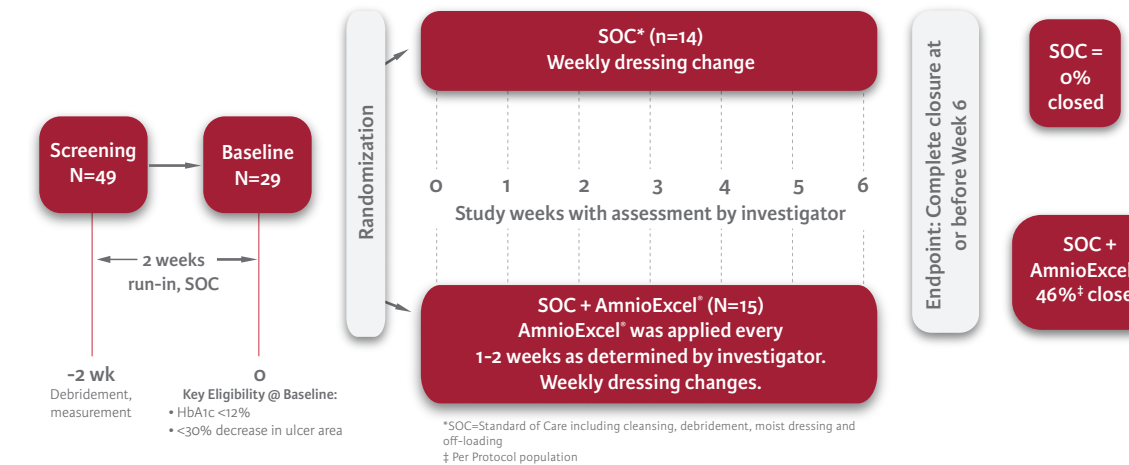 Screening
N=49
Baseline
N=29
2 weeks
run-in, SOC
-2 wk
Debridement,
measurement
0
Key Eligibility @ Baseline:
• HbA1c <12%
• <30% decrease in ulcer area
Randomization
SOC* (n=14)
Weekly dressing change
0 1 2 3 4 5 6
Study weeks with assessment by investigator
SOC + AmnioExcel® (N=15)
AmnioExcel® was applied every
1-2 weeks as determined by investigator.
Weekly dressing changes.
*SOC=Standard of Care including cleansing, debridement, moist dressing and
off-loading
‡ Per Protocol population
Endpoint: Complete closure at
or before Week 6
SOC =
0%
closed
SOC +
AmnioExcel
46%‡ close